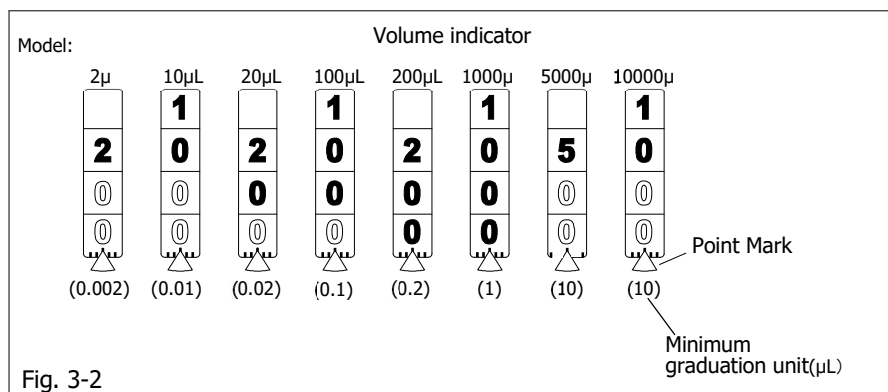 Volume indicator
Model:
2µ 10µL 20µL 100µL 200µL 1000µ 5000µ 10000µ
1 1 1 1
2 0 2 0 2 0 5 0
0 0 0 0 0 0 0 0
0 0 0 0 0 0 0 0
Point Mark
(0.002) (0.01) (0.02) (0.1) (0.2) (1) (10) (10)
Minimum
graduation unit(µL)
Fig. 3-2